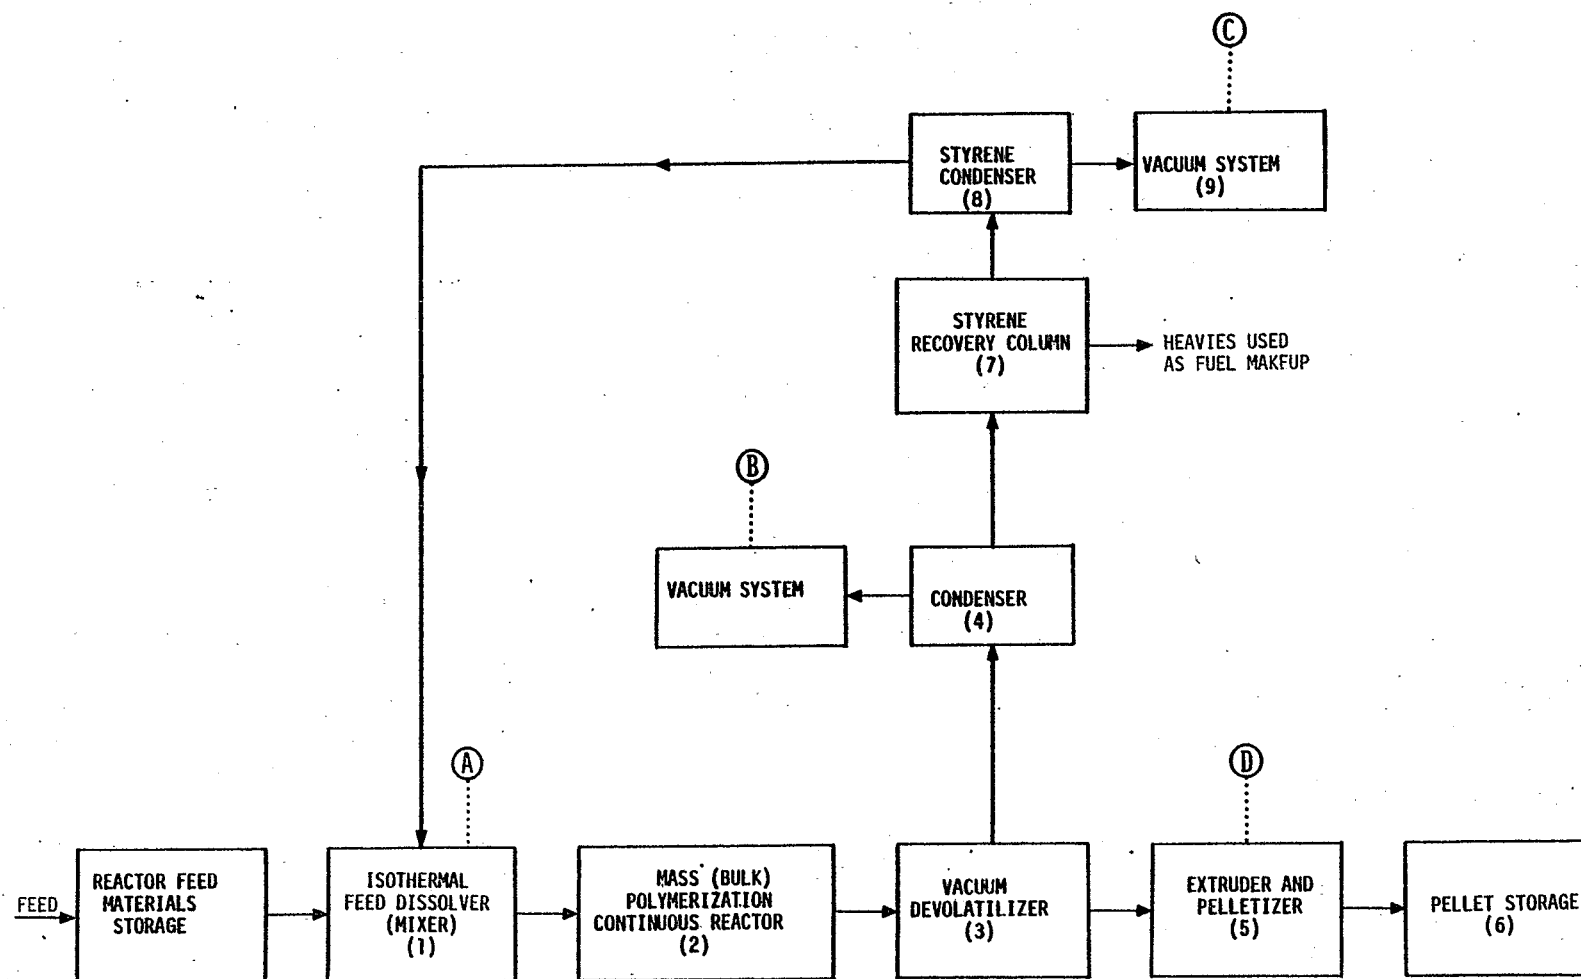 C
STYRENE
CONDENSER
(8)
VACUUM SYSTEM
(9)
STYRENE
RECOVERY COLUMN
(7)
HEAVIES USED
AS FUEL MAKFUP
B
VACUUM SYSTEM
CONDENSER
(4)
A
D
FEED
REACTOR FEED
MATERIALS
STORAGE
ISOTHERMAL
FEED DISSOLVER
(MIXER)
(1)
MASS (BULK)
POLYMERIZATION
CONTINUOUS REACTOR
(2)
VACUUM
DEVOLATILIZER
(3)
EXTRUDER AND
PELLETIZER
(5)
PELLET STORAGE
(6)